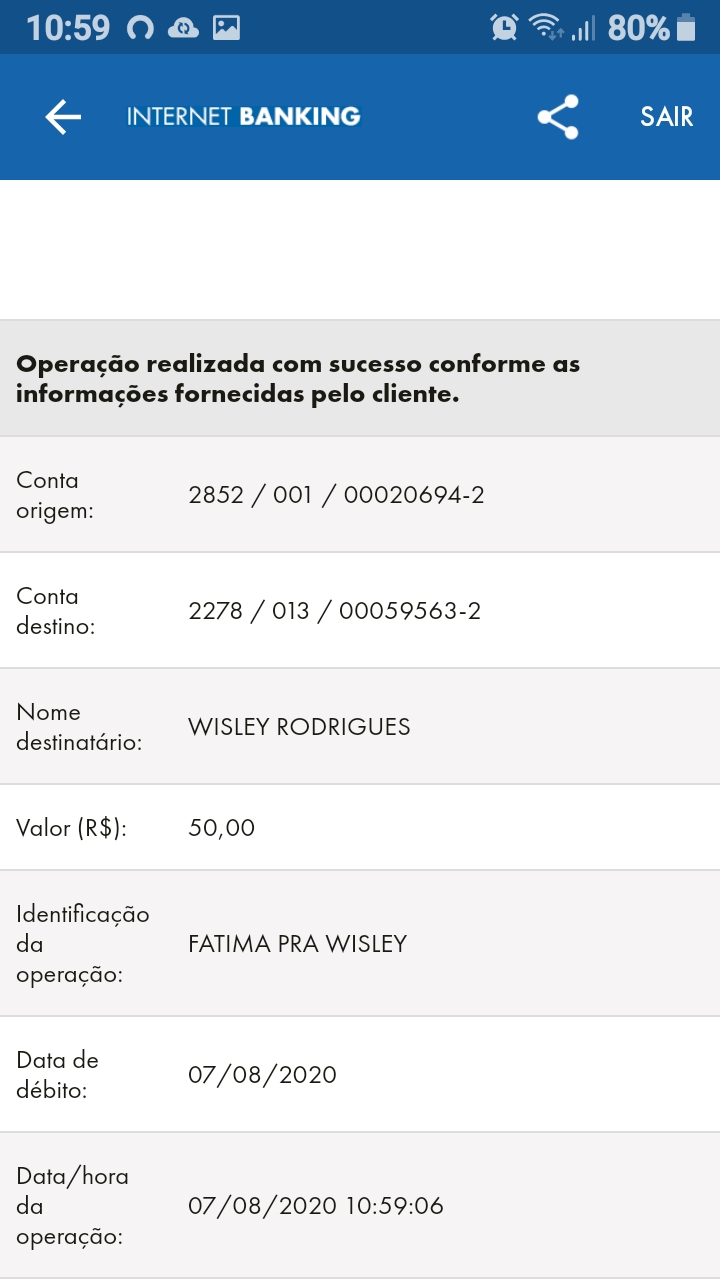 10:59 80%
INTERNET BANKING SAIR
Operação realizada com sucesso conforme as
informações fornecidas pelo cliente.
Conta
origem:
2852 / 001 / 00020694-2
Conta
destino:
2278 / 013 / 00059563-2
Nome
destinatário:
WISLEY RODRIGUES
Valor (R$): 50,00
Identificação
da
operação:
FATIMA PRA WISLEY
Data de
débito:
07/08/2020
Data/hora
da
operação:
07/08/2020 10:59:06